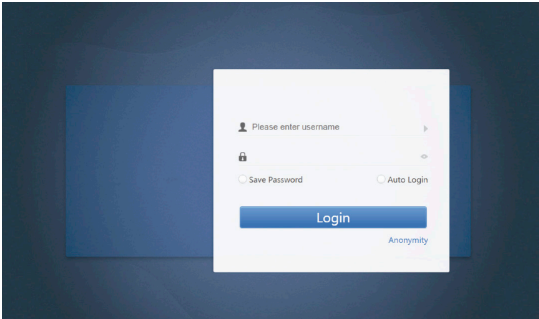 Please enter username
Save Password
Auto Login
Login
Anonymity